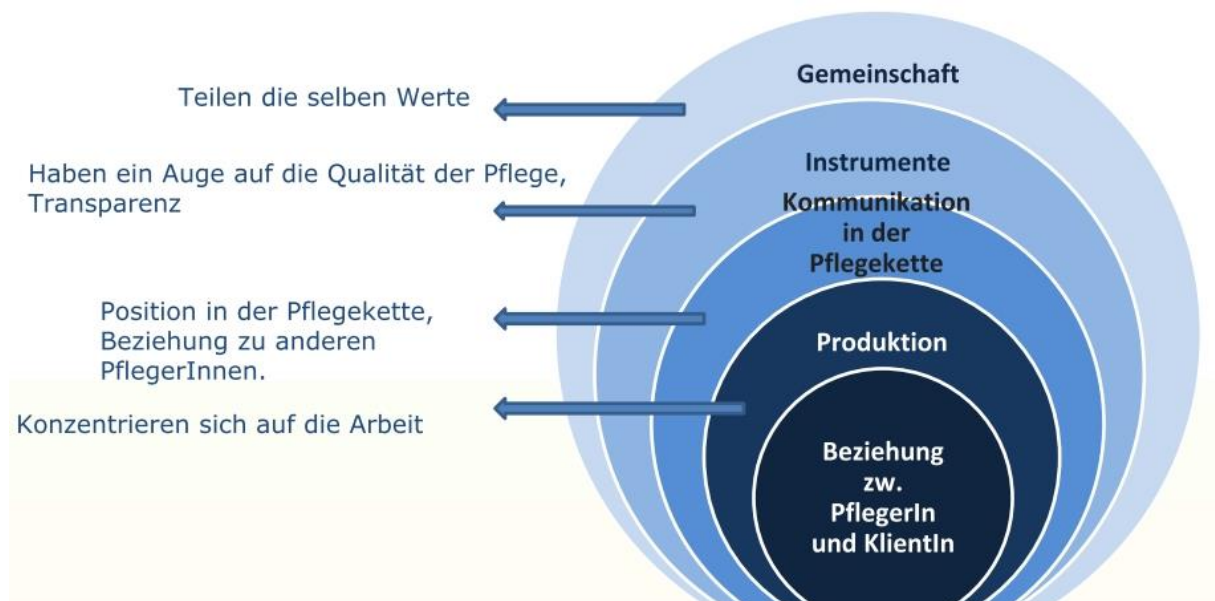 Teilen die selben Werte
Haben ein Auge auf die Qualität der Pflege,
Transparenz
Position in der Pflegekette,
Beziehung zu anderen
PflegerInnen.
Konzentrieren sich auf die Arbeit
Gemeinschaft
Instrumente
Kommunikation
in der
Pflegekette
Produktion
Beziehung
zw.
PflegerIn
und KlientIn